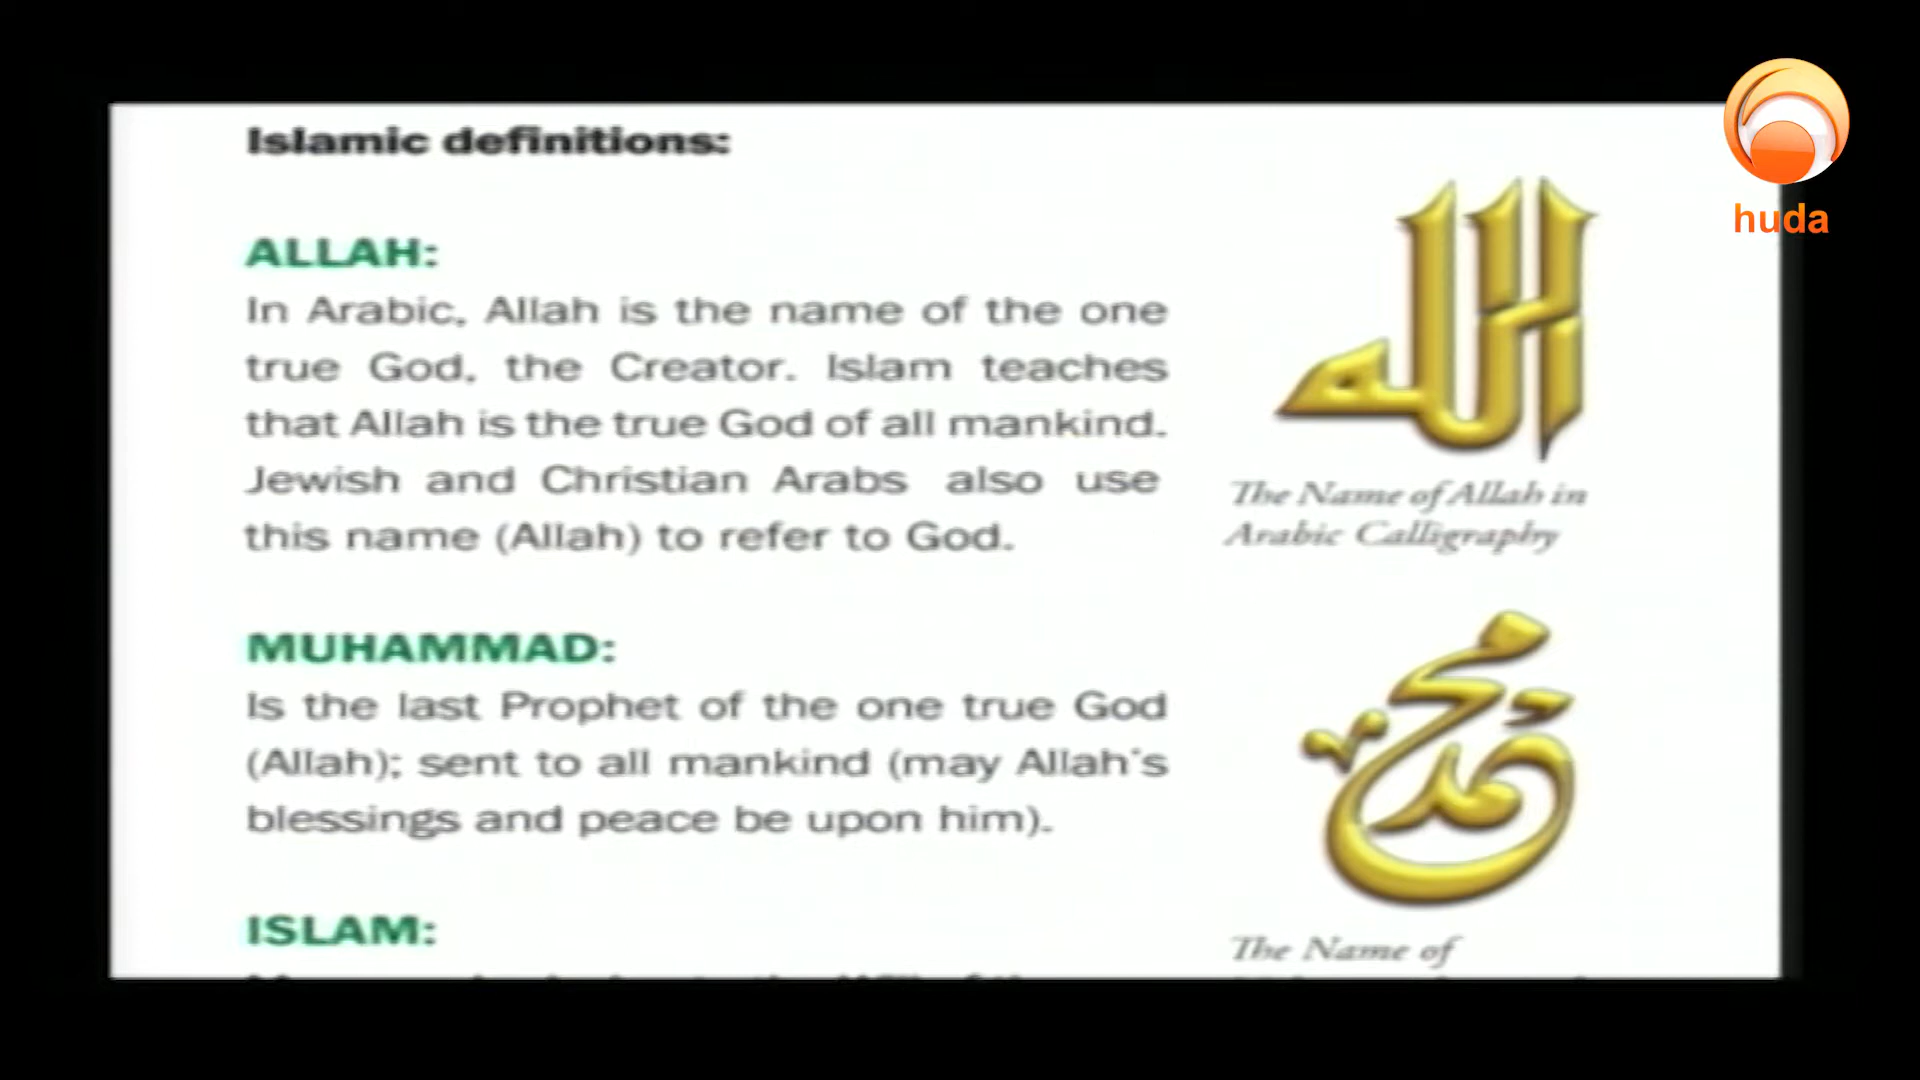 Islamic definitions:
ALLAH:
In Arabic, Allah is the name of the one
true God, the Creator. Islam teaches
that Allah is the true God of all mankind.
Jewish and Christian Arabs also use
this name (Allah) to refer to God.
الله
The Name of Allah in
Arabic Calligraphy
MUHAMMAD:
Is the last Prophet of the one true God
(Allah); sent to all mankind (may Allah's
blessings and peace be upon him).
محمد
The Name of
ISLAM:
huda